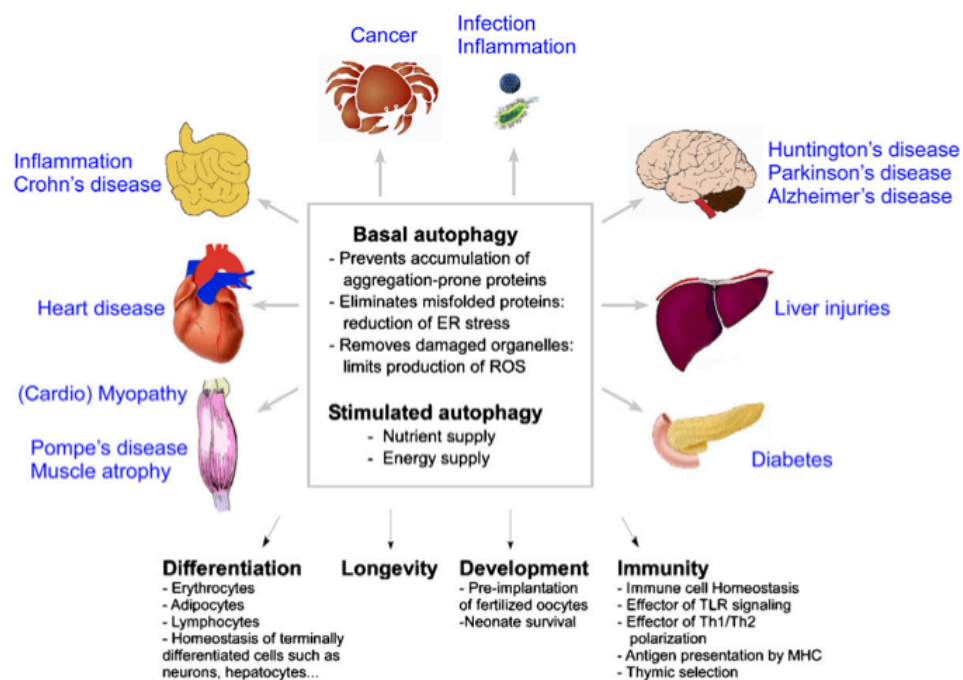 Cancer
Infection
Inflammation
Inflammation
Crohn's disease
Huntington's disease
Parkinson's disease
Alzheimer's disease
Heart disease
Liver injuries
(Cardio) Myopathy
Pompe's disease
Muscle atrophy
Diabetes
Basal autophagy
- Prevents accumulation of
aggregation-prone proteins
- Eliminates misfolded proteins:
reduction of ER stress
- Removes damaged organelles:
limits production of ROS
Stimulated autophagy
- Nutrient supply
- Energy supply
Differentiation
- Erythrocytes
- Adipocytes
- Lymphocytes
- Homeostasis of terminally
differentiated cells such as
neurons, hepatocytes...
Longevity
Development
- Pre-implantation
of fertilized oocytes
-Neonate survival
Immunity
- Immune cell Homeostasis
- Effector of TLR signaling
- Effector of Th1/Th2
polarization
- Antigen presentation by MHC
- Thymic selection